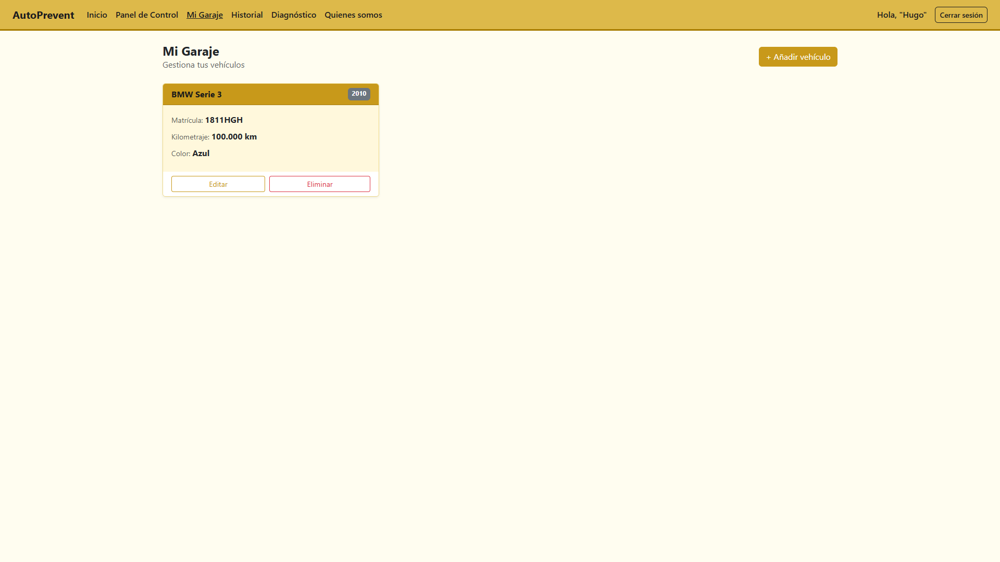 AutoPrevent Inicio Panel de Control Mi Garaje Historial Diagnóstico Quienes somos Hola, "Hugo" Cerrar sesión
Mi Garaje
Gestiona tus vehículos
+ Añadir vehículo
BMW Serie 3 2010
Matrícula: 1811HGH
Kilometraje: 100.000 km
Color: Azul
Editar Eliminar